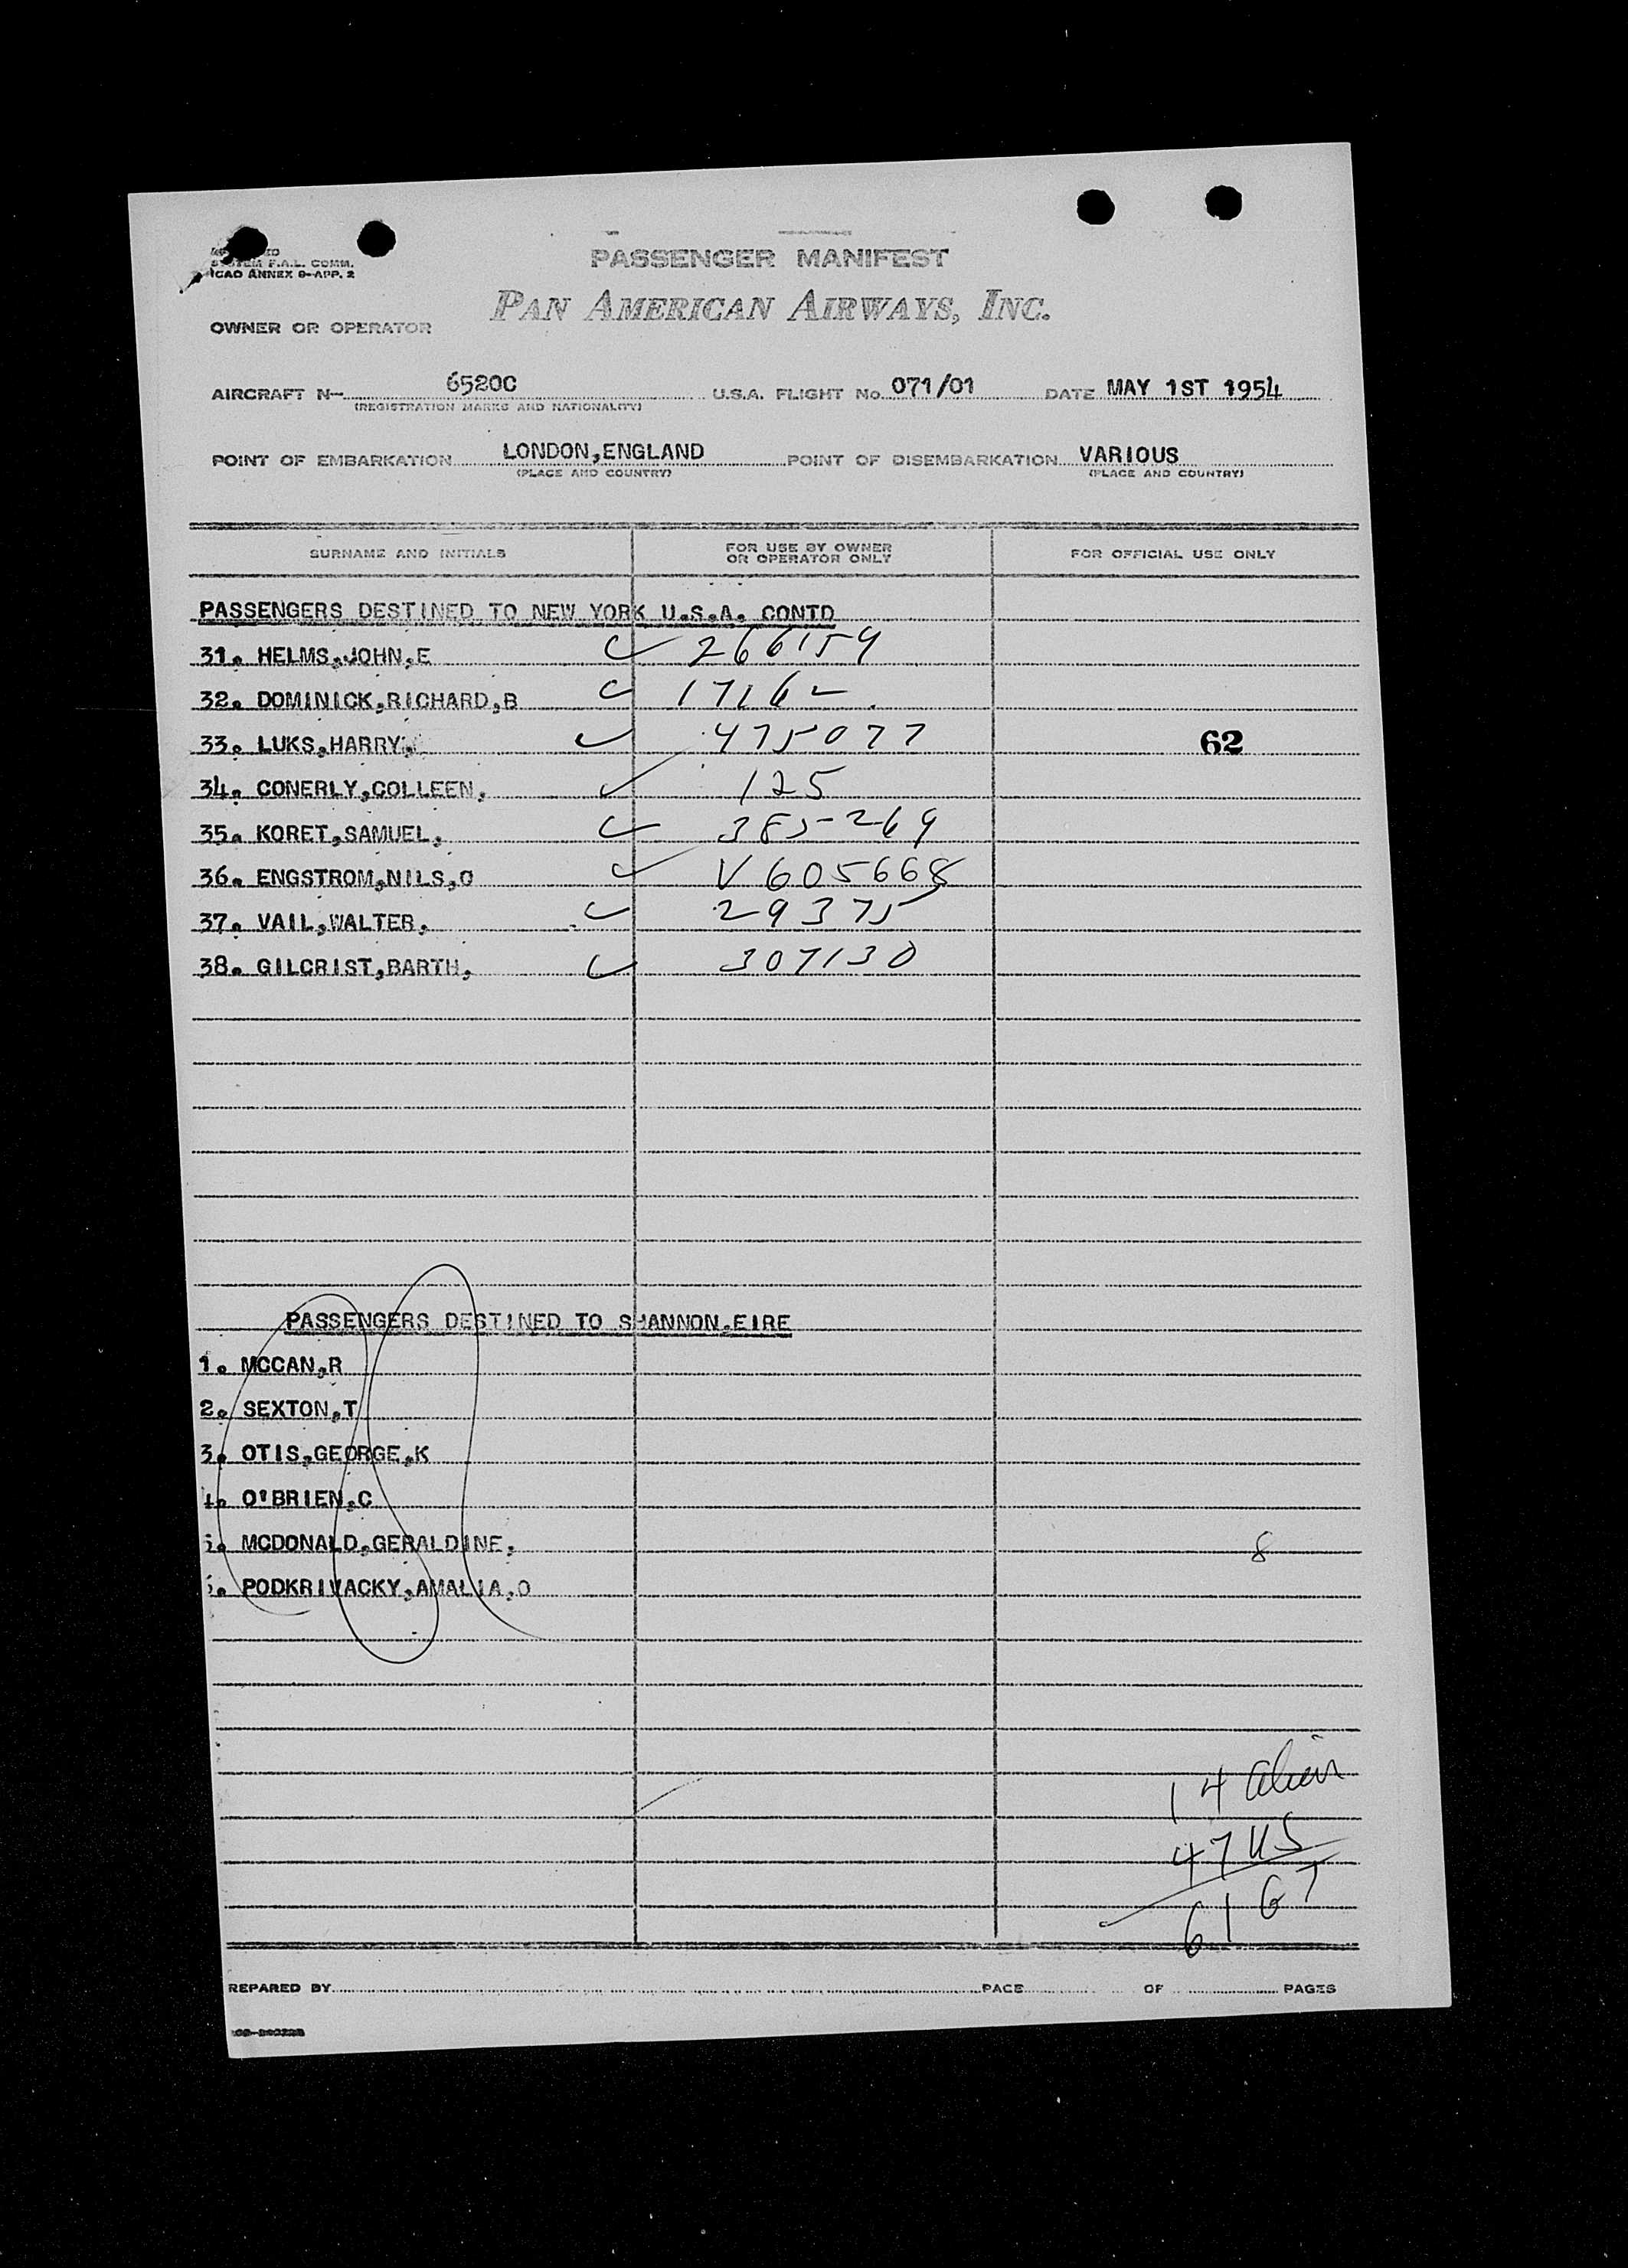 SYSTEM F.A.L. COMM.
ICAO ANNEX 9-APP. 2
PASSENGER MANIFEST
PAN AMERICAN AIRWAYS, INC.
OWNER OR OPERATOR
AIRCRAFT N- 6520C U.S.A. FLIGHT No. 071/01 DATE MAY 1ST 1954
(REGISTRATION MARKS AND NATIONALITY)
POINT OF EMBARKATION LONDON,ENGLAND POINT OF DISEMBARKATION VARIOUS
(PLACE AND COUNTRY) (PLACE AND COUNTRY)
SURNAME AND INITIALS FOR USE BY OWNER OR OPERATOR ONLY FOR OFFICIAL USE ONLY
PASSENGERS DESTINED TO NEW YORK U.S.A. CONTD
31. HELMS,JOHN,E 266159
32. DOMINICK,RICHARD,B 17162
33. LUKS,HARRY, 475077 62
34. CONERLY,COLLEEN, 125
35. KORET,SAMUEL, 385269
36. ENGSTROM,NILS,O V605668
37. VAIL,WALTER, 29375
38. GILCRIST,BARTH, 307130
PASSENGERS DESTINED TO SHANNON.EIRE
1. MCCAN,R
2. SEXTON,T
3. OTIS,GEORGE,K
4. O'BRIEN,C
. MCDONALD,GERALDINE, 8
. PODKRIVACKY,AMALIA,O
14 alien
47 US
61 GT
REPARED BY PAGE OF PAGES